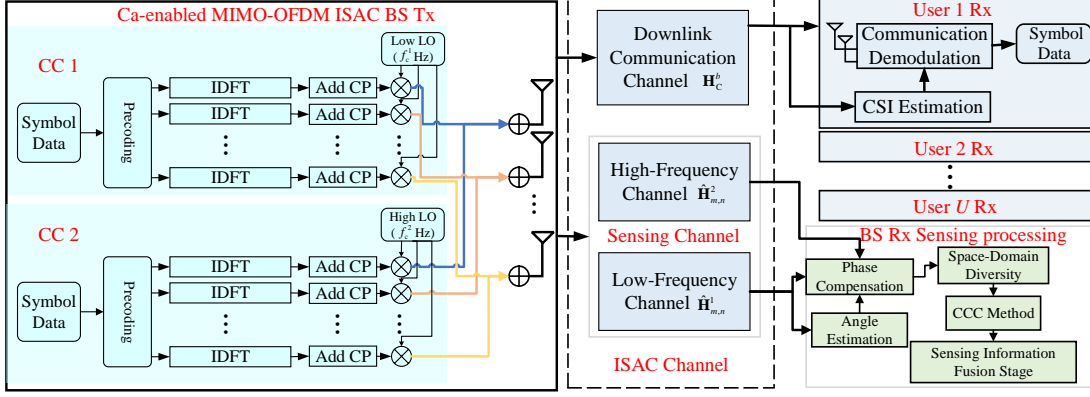 Ca-enabled MIMO-OFDM ISAC BS Tx
CC 1
Low LO
( f_c^1 Hz)
Symbol
Data
Precoding
IDFT
Add CP
IDFT
Add CP
IDFT
Add CP
CC 2
High LO
( f_c^2 Hz)
Symbol
Data
Precoding
IDFT
Add CP
IDFT
Add CP
IDFT
Add CP
Downlink
Communication
Channel H_C^b
High-Frequency
Channel Ĥ_{m,n}^2
Sensing Channel
Low-Frequency
Channel Ĥ_{m,n}^1
ISAC Channel
User 1 Rx
Communication
Demodulation
Symbol
Data
CSI Estimation
User 2 Rx
User U Rx
BS Rx Sensing processing
Phase
Compensation
Space-Domain
Diversity
CCC Method
Angle
Estimation
Sensing Information
Fusion Stage